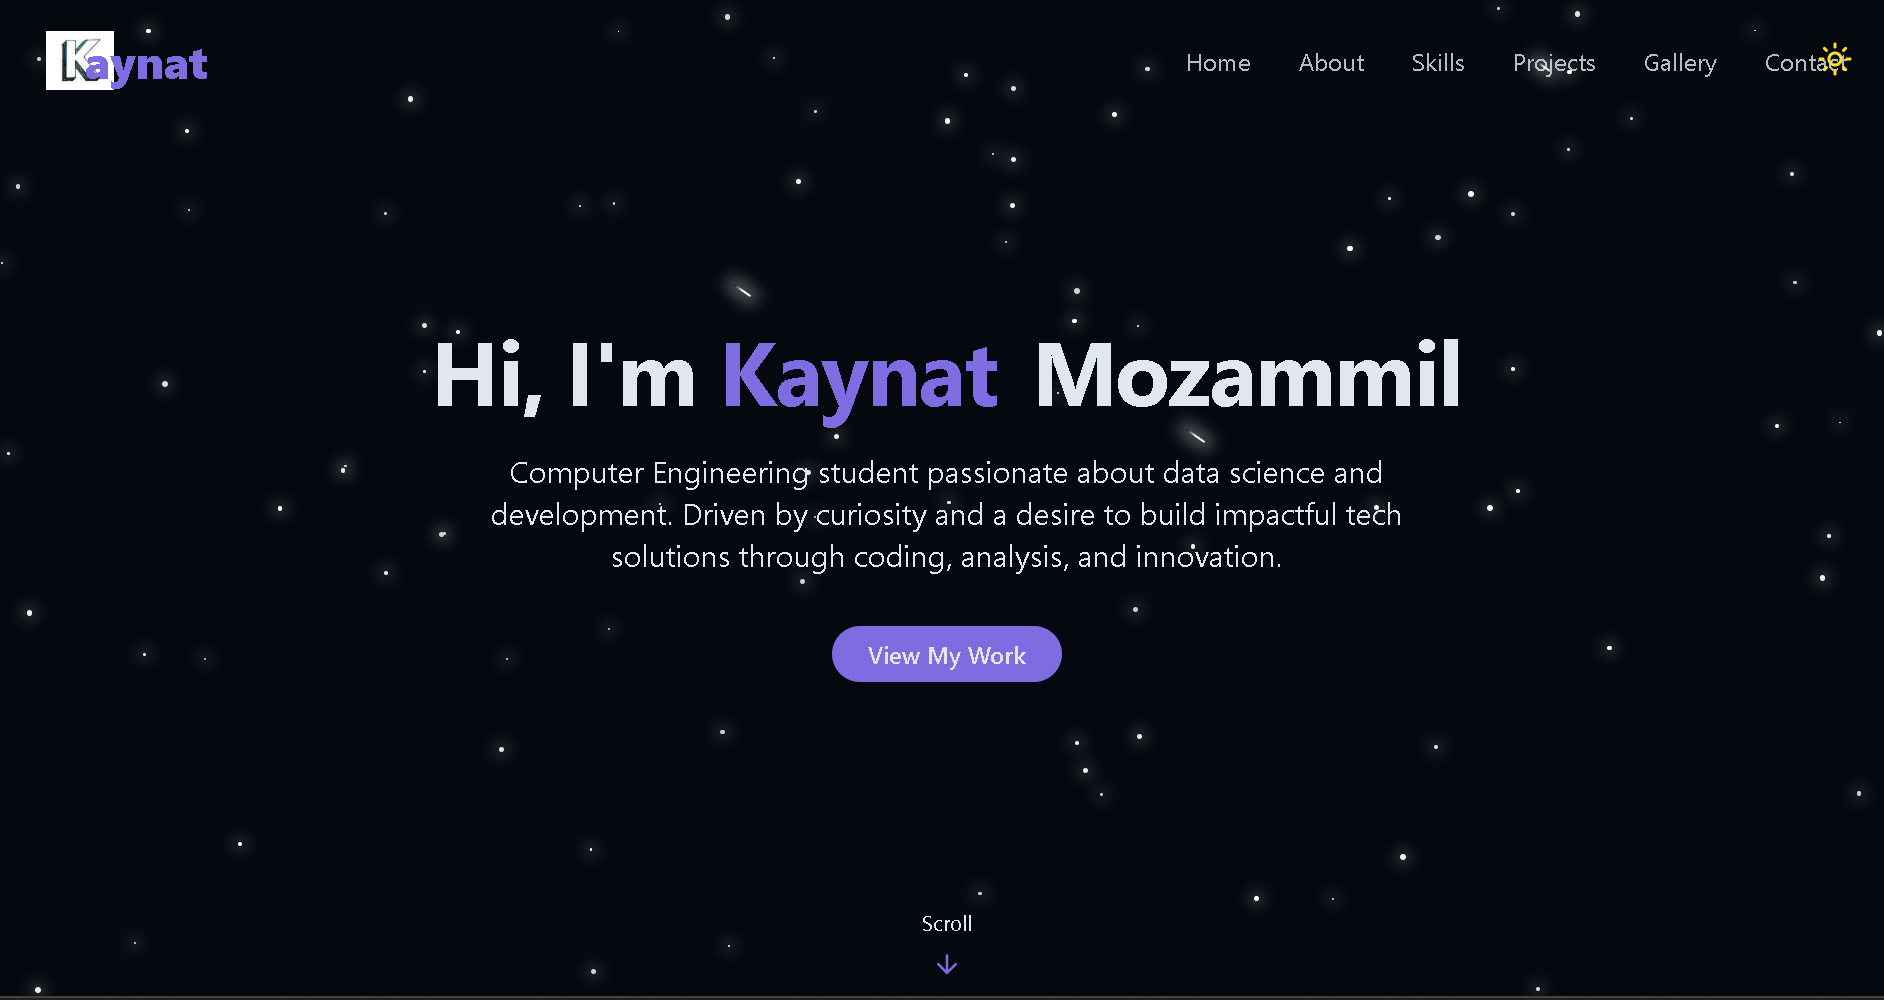 Kaynat
Home About Skills Projects Gallery Contact
Hi, I'm Kaynat Mozammil
Computer Engineering student passionate about data science and
development. Driven by curiosity and a desire to build impactful tech
solutions through coding, analysis, and innovation.
View My Work
Scroll